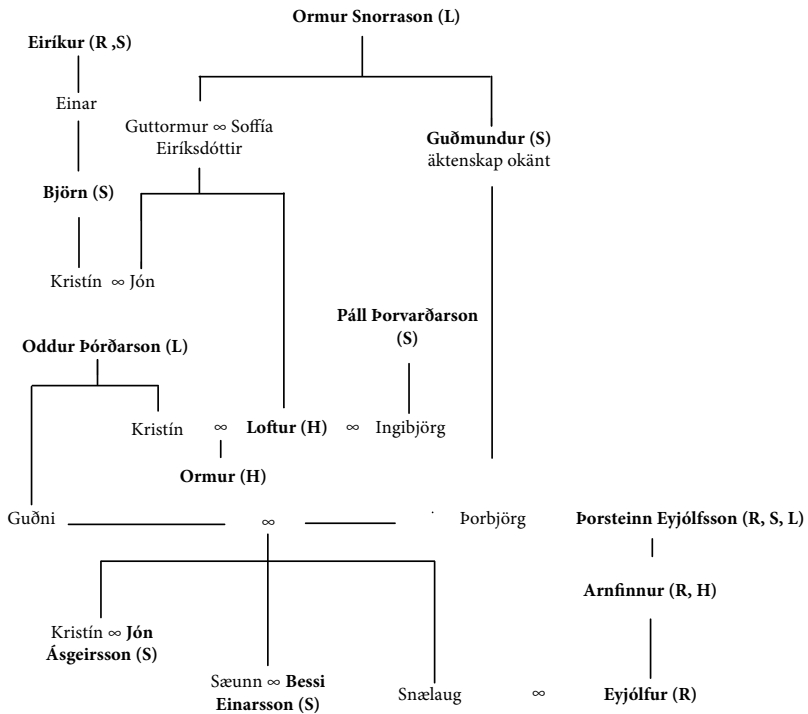 Ormur Snorrason (L)
Eiríkur (R ,S)
Einar
Guttormur ∞ Soffía
Eiríksdóttir
Guðmundur (S)
äktenskap okänt
Björn (S)
Kristín ∞ Jón
Páll Þorvarðarson
(S)
Oddur Þórðarson (L)
Kristín ∞ Loftur (H) ∞ Ingibjörg
Ormur (H)
Guðni ∞ Þorbjörg Þorsteinn Eyjólfsson (R, S, L)
Arnfinnur (R, H)
Kristín ∞ Jón
Ásgeirsson (S)
Sæunn ∞ Bessi
Einarsson (S)
Snælaug ∞ Eyjólfur (R)